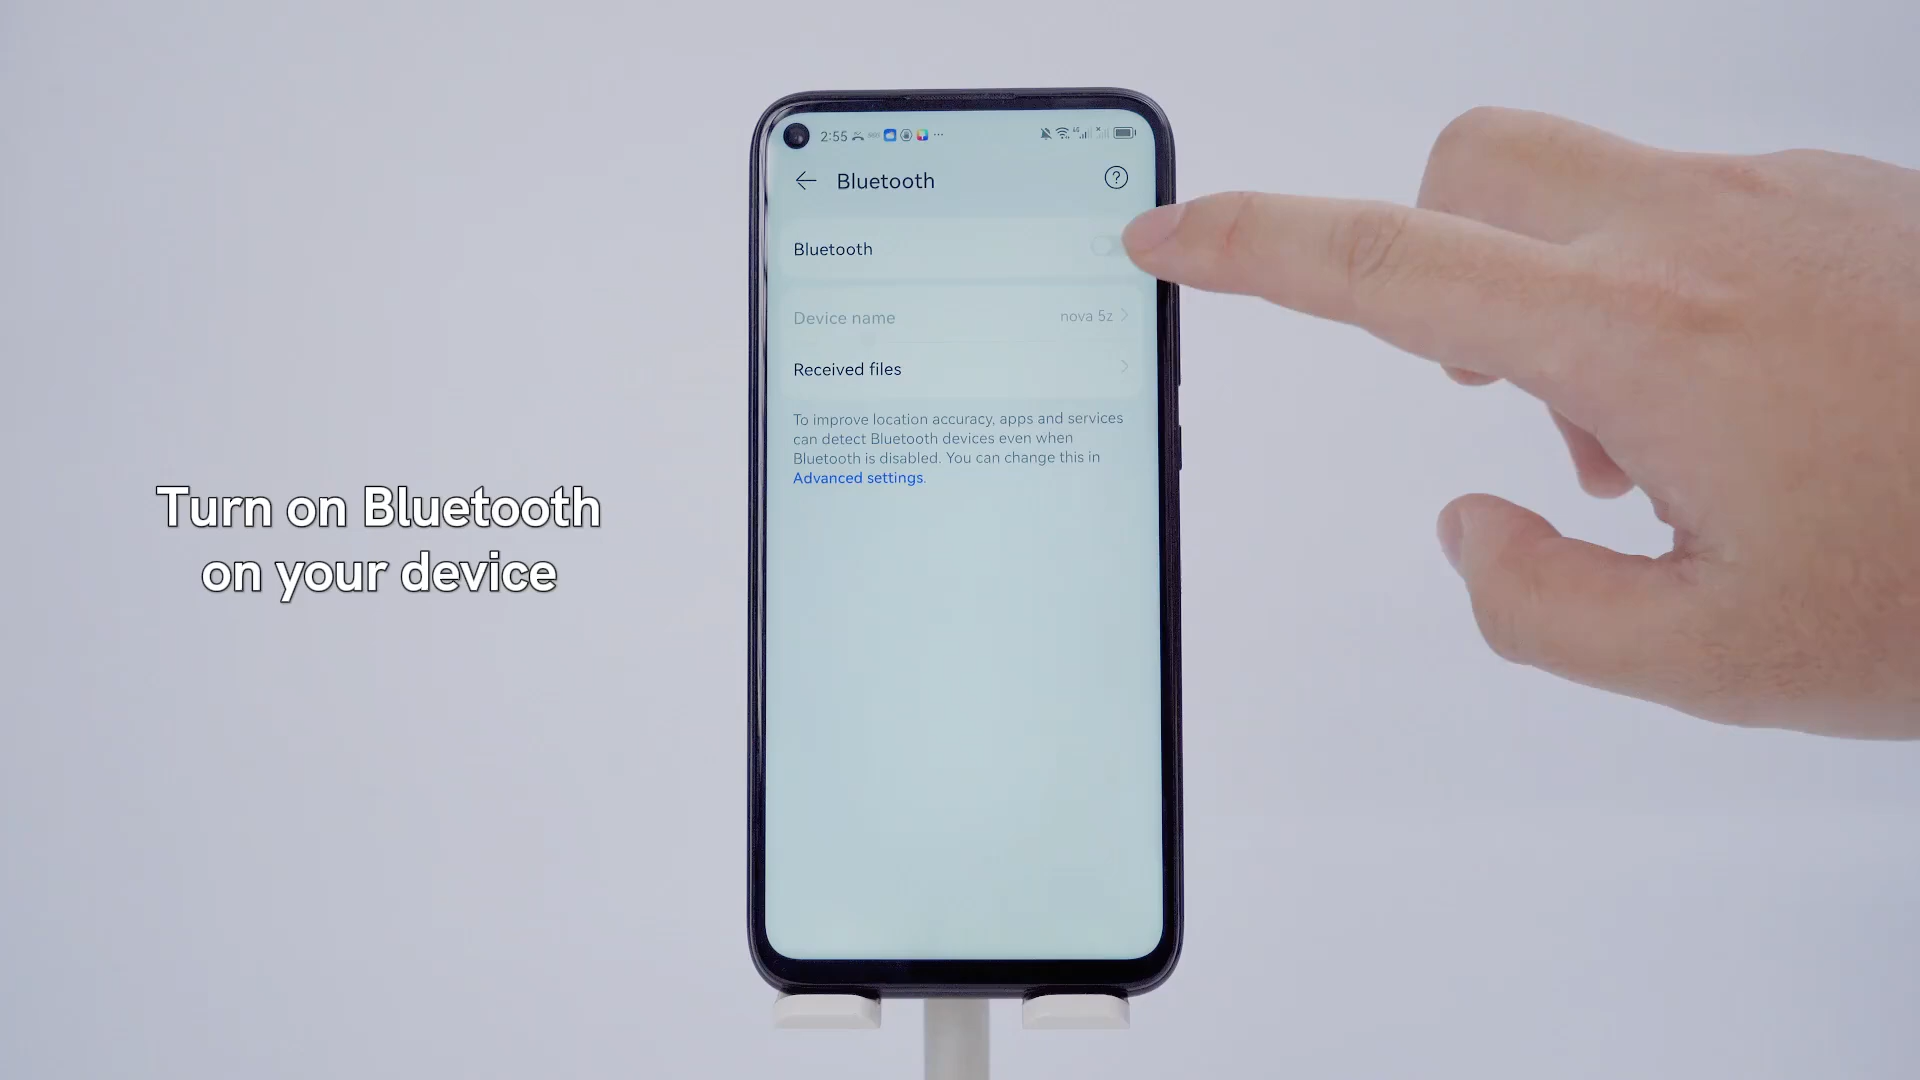 2:55
Bluetooth
Bluetooth
Device name
nova 5z
Received files
To improve location accuracy, apps and services
can detect Bluetooth devices even when
Bluetooth is disabled. You can change this in
Advanced settings.
Turn on Bluetooth
on your device